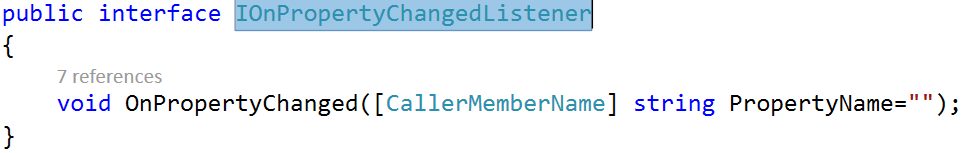 public interface IOnPropertyChangedListener
{
7 references
void OnPropertyChanged([CallerMemberName] string PropertyName="");
}